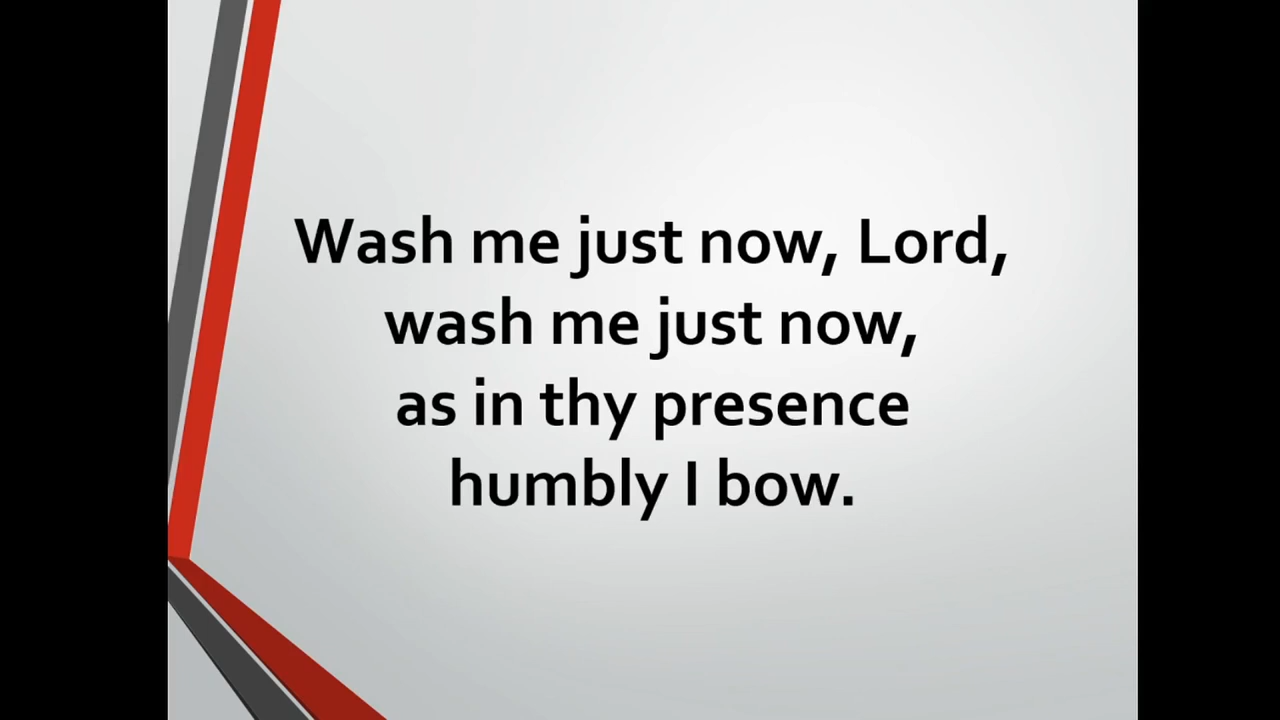 Wash me just now, Lord,
wash me just now,
as in thy presence
humbly I bow.